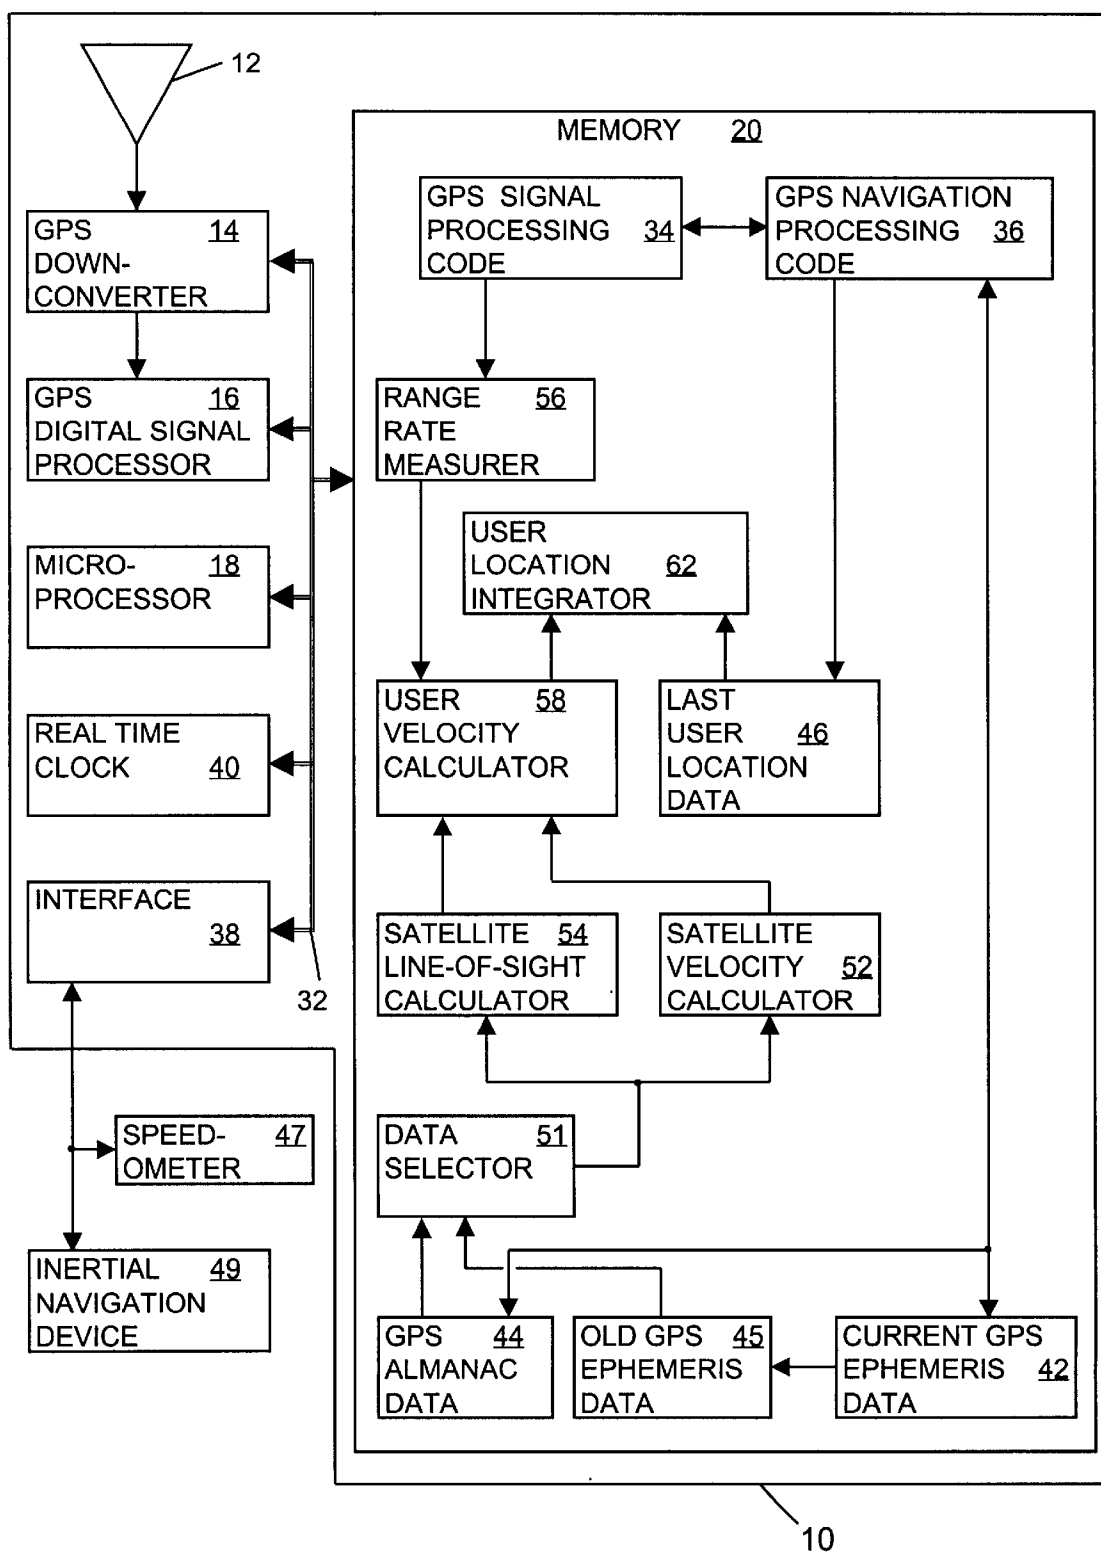 12
MEMORY 20
GPS 14
DOWN-
CONVERTER
GPS 16
DIGITAL SIGNAL
PROCESSOR
MICRO- 18
PROCESSOR
REAL TIME
CLOCK 40
INTERFACE
38
32
SPEED- 47
OMETER
INERTIAL 49
NAVIGATION
DEVICE
GPS SIGNAL
PROCESSING 34
CODE
GPS NAVIGATION
PROCESSING 36
CODE
RANGE 56
RATE
MEASURER
USER
LOCATION 62
INTEGRATOR
USER 58
VELOCITY
CALCULATOR
LAST
USER 46
LOCATION
DATA
SATELLITE 54
LINE-OF-SIGHT
CALCULATOR
SATELLITE
VELOCITY 52
CALCULATOR
DATA 51
SELECTOR
GPS 44
ALMANAC
DATA
OLD GPS 45
EPHEMERIS
DATA
CURRENT GPS
EPHEMERIS 42
DATA
10